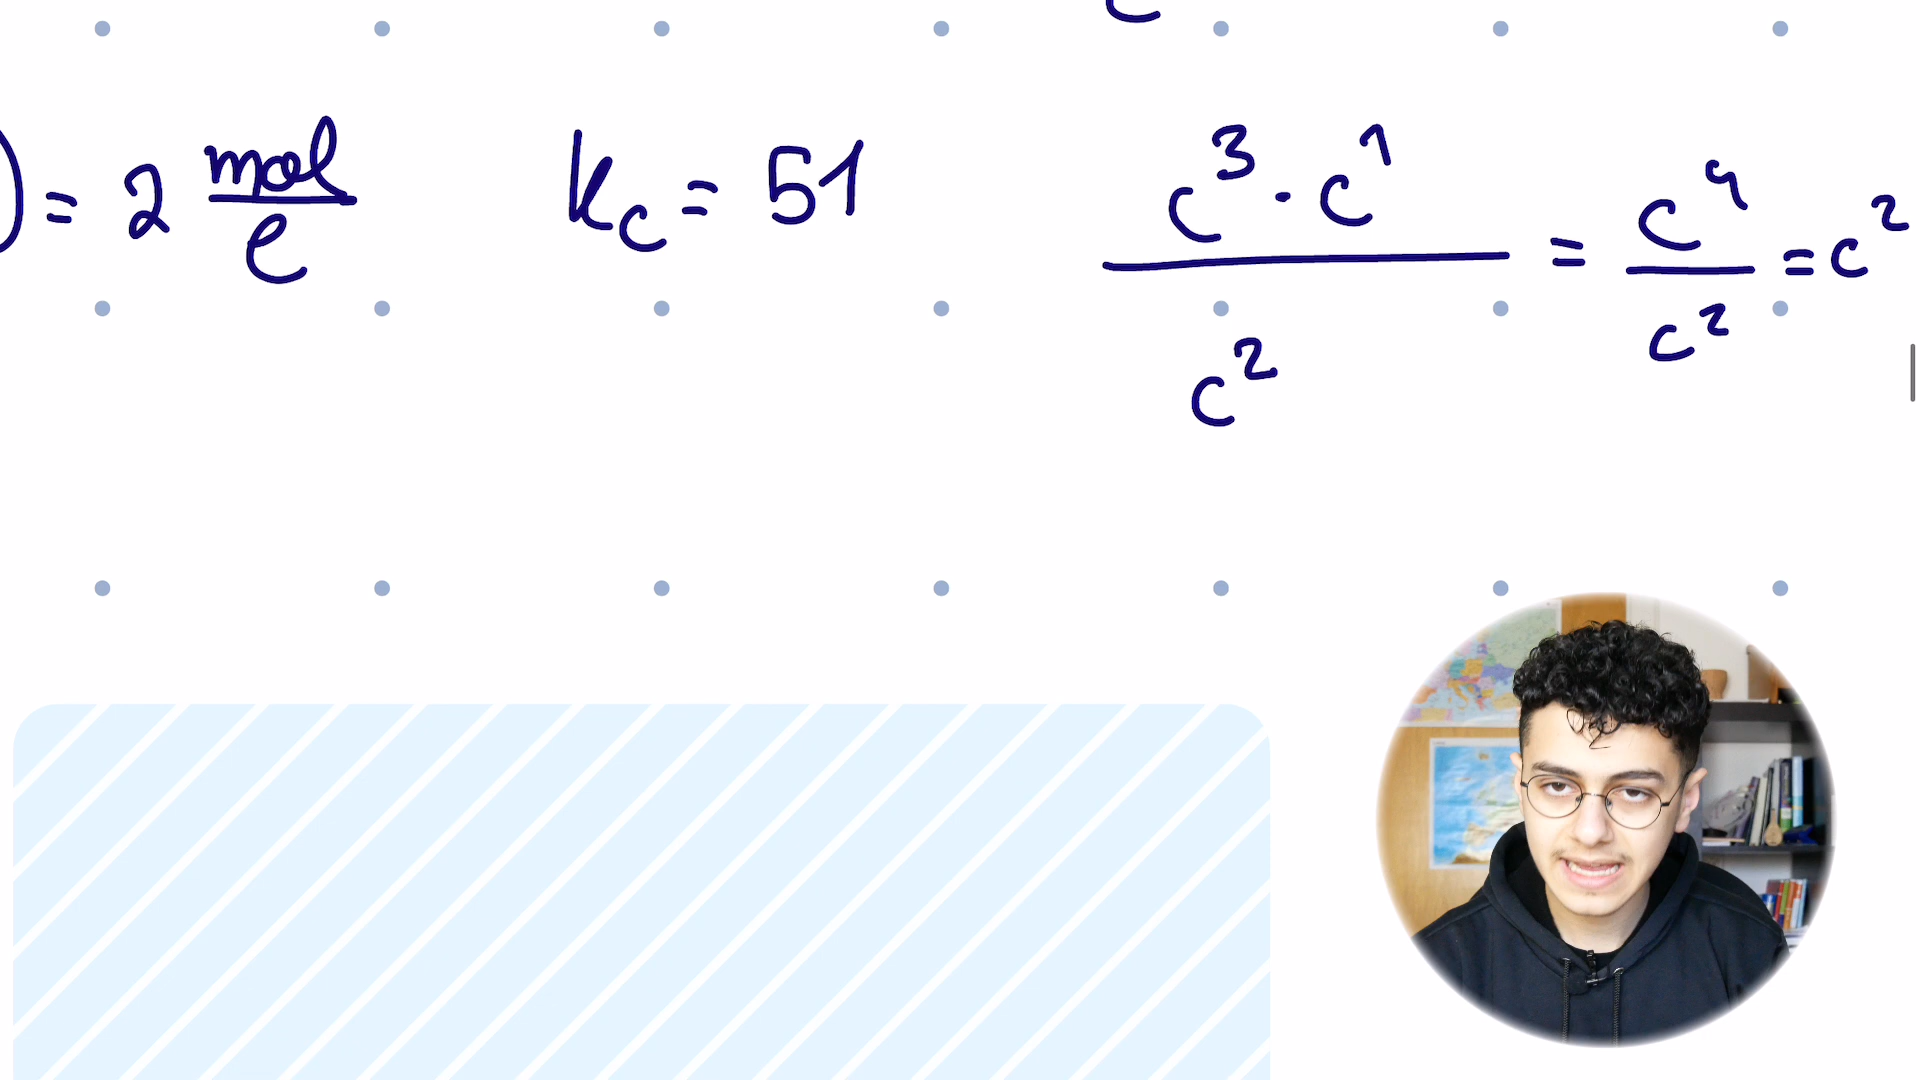 ) = 2 mol/l
Kc = 51
c³ · c¹ / c² = c⁴ / c² = c²